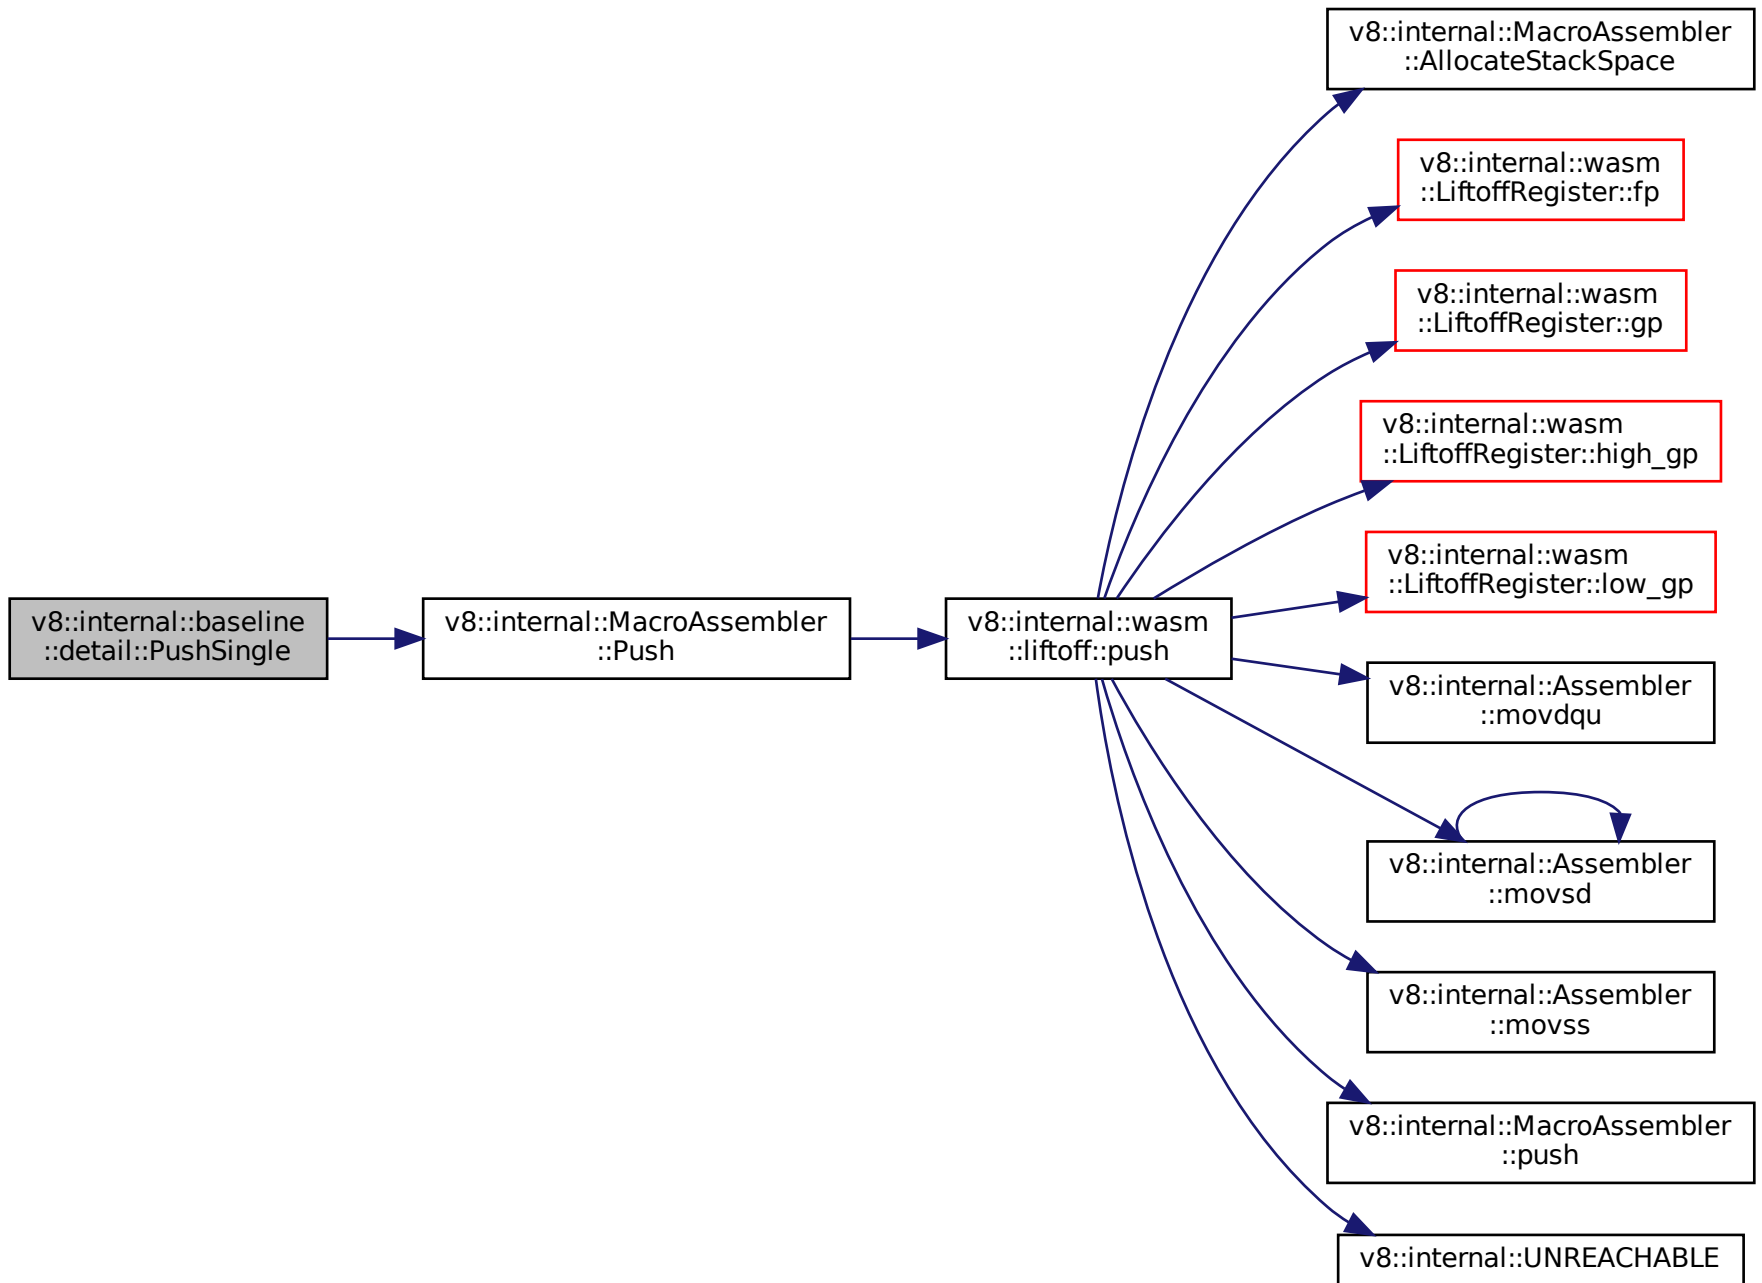 v8::internal::MacroAssembler
::AllocateStackSpace
v8::internal::wasm
::LiftoffRegister::fp
v8::internal::wasm
::LiftoffRegister::gp
v8::internal::wasm
::LiftoffRegister::high_gp
v8::internal::wasm
::LiftoffRegister::low_gp
v8::internal::baseline
::detail::PushSingle
v8::internal::MacroAssembler
::Push
v8::internal::wasm
::liftoff::push
v8::internal::Assembler
::movdqu
v8::internal::Assembler
::movsd
v8::internal::Assembler
::movss
v8::internal::MacroAssembler
::push
v8::internal::UNREACHABLE